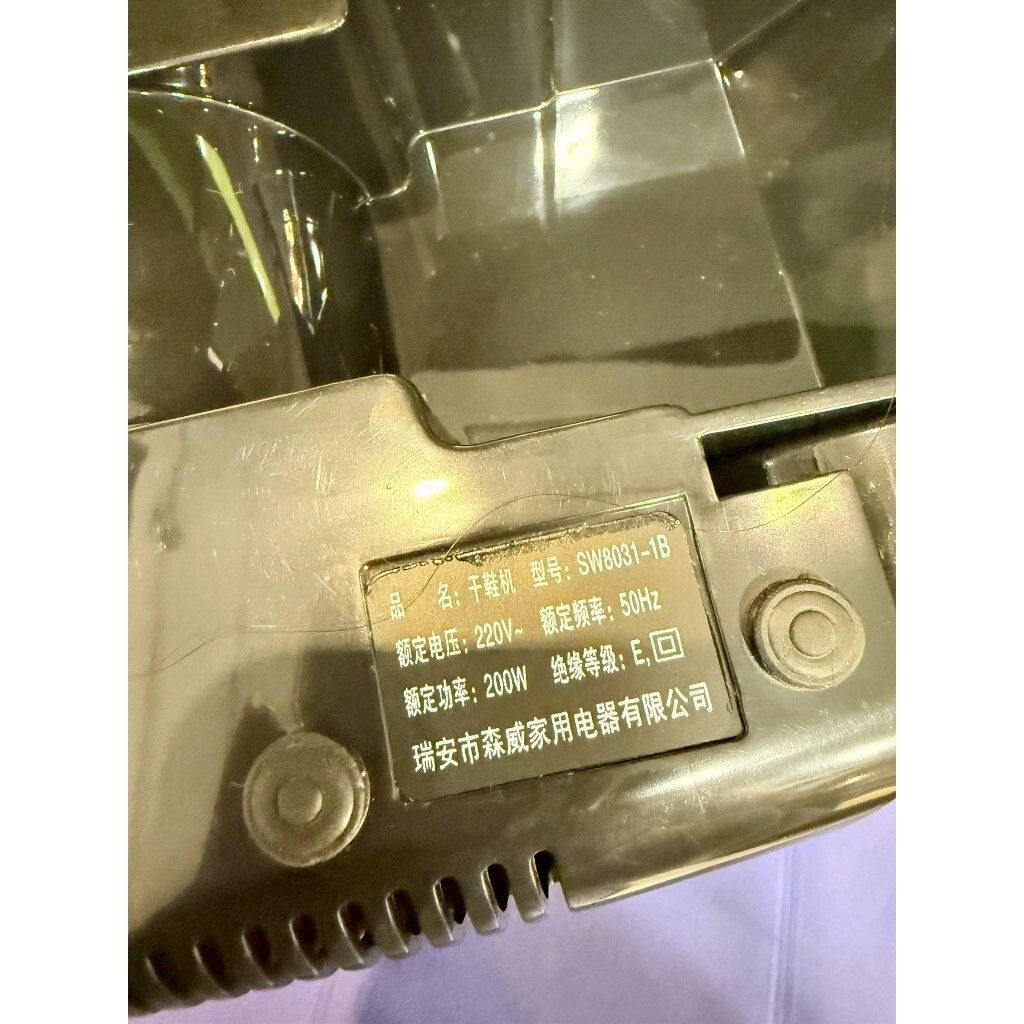 品 名: 干鞋机 型号: SW8031-1B
额定电压: 220V~ 额定频率: 50Hz
额定功率: 200W 绝缘等级: E,
瑞安市森威家用电器有限公司